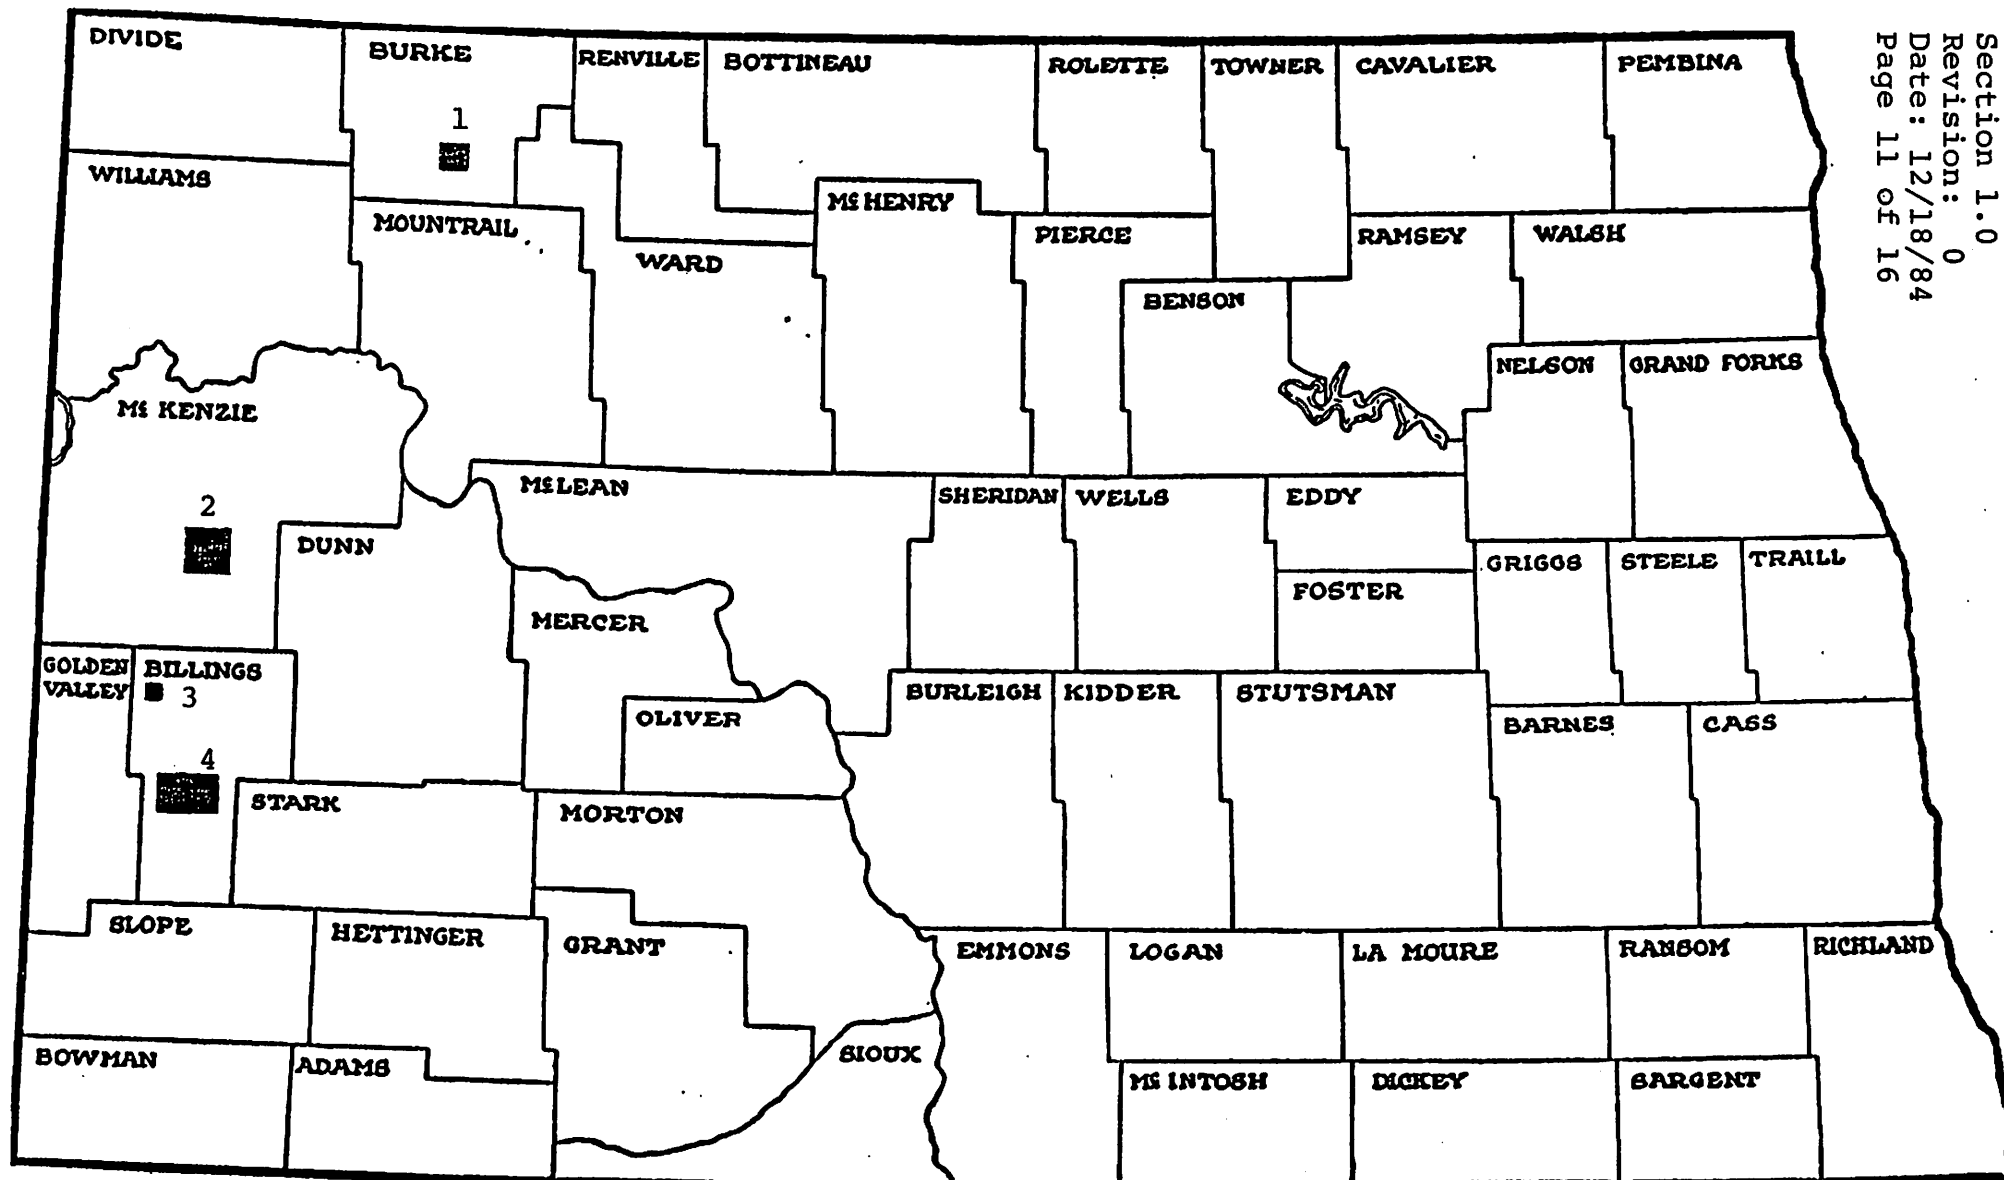 Section 1.0
Revision: 0
Date: 12/18/84
Page 11 of 16
DIVIDE
BURKE
RENVILLE
BOTTINEAU
ROLETTE
TOWNER
CAVALIER
PEMBINA
1
WILLIAMS
MOUNTRAIL
WARD
Mc HENRY
PIERCE
RAMSEY
WALSH
BENSON
NELSON
GRAND FORKS
Mc KENZIE
2
McLEAN
SHERIDAN
WELLS
EDDY
DUNN
MERCER
FOSTER
GRIGGS
STEELE
TRAILL
GOLDEN
VALLEY
BILLINGS
3
OLIVER
BURLEIGH
KIDDER
STUTSMAN
BARNES
CASS
4
STARK
MORTON
SLOPE
HETTINGER
GRANT
EMMONS
LOGAN
LA MOURE
RANSOM
RICHLAND
BOWMAN
ADAMS
SIOUX
Mc INTOSH
DICKEY
SARGENT